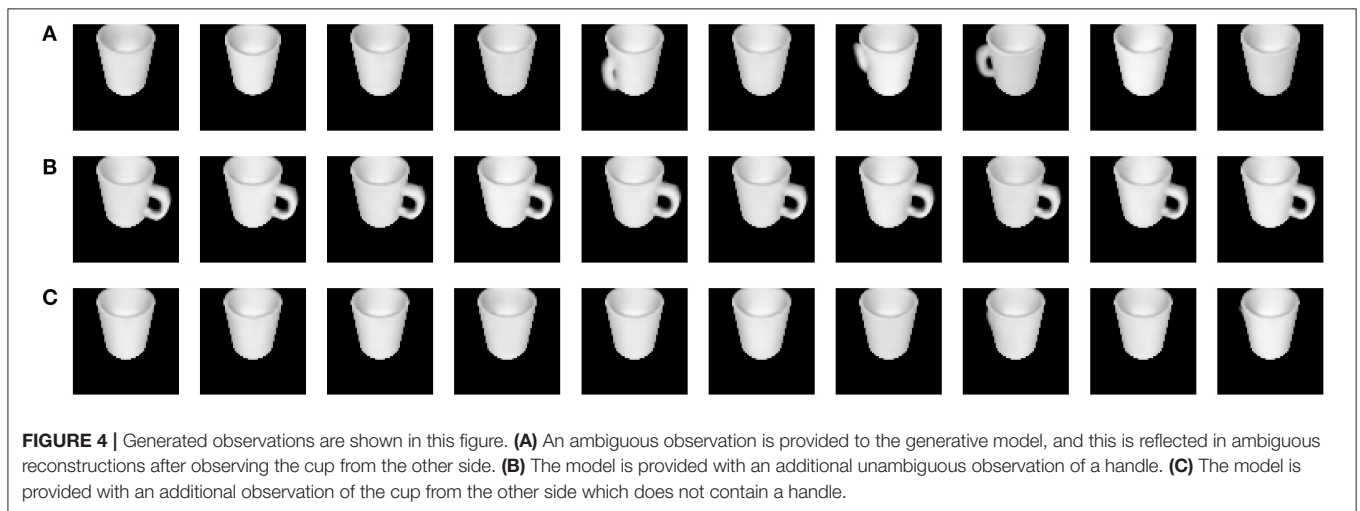 A
B
C
FIGURE 4 | Generated observations are shown in this figure. (A) An ambiguous observation is provided to the generative model, and this is reflected in ambiguous
reconstructions after observing the cup from the other side. (B) The model is provided with an additional unambiguous observation of a handle. (C) The model is
provided with an additional observation of the cup from the other side which does not contain a handle.